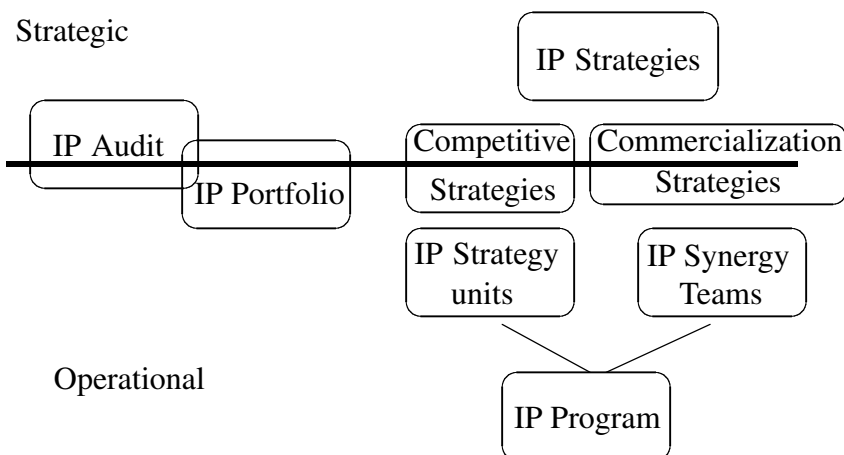 Strategic
IP Strategies
IP Audit
IP Portfolio
Competitive
Strategies
Commercialization
Strategies
IP Strategy
units
IP Synergy
Teams
Operational
IP Program